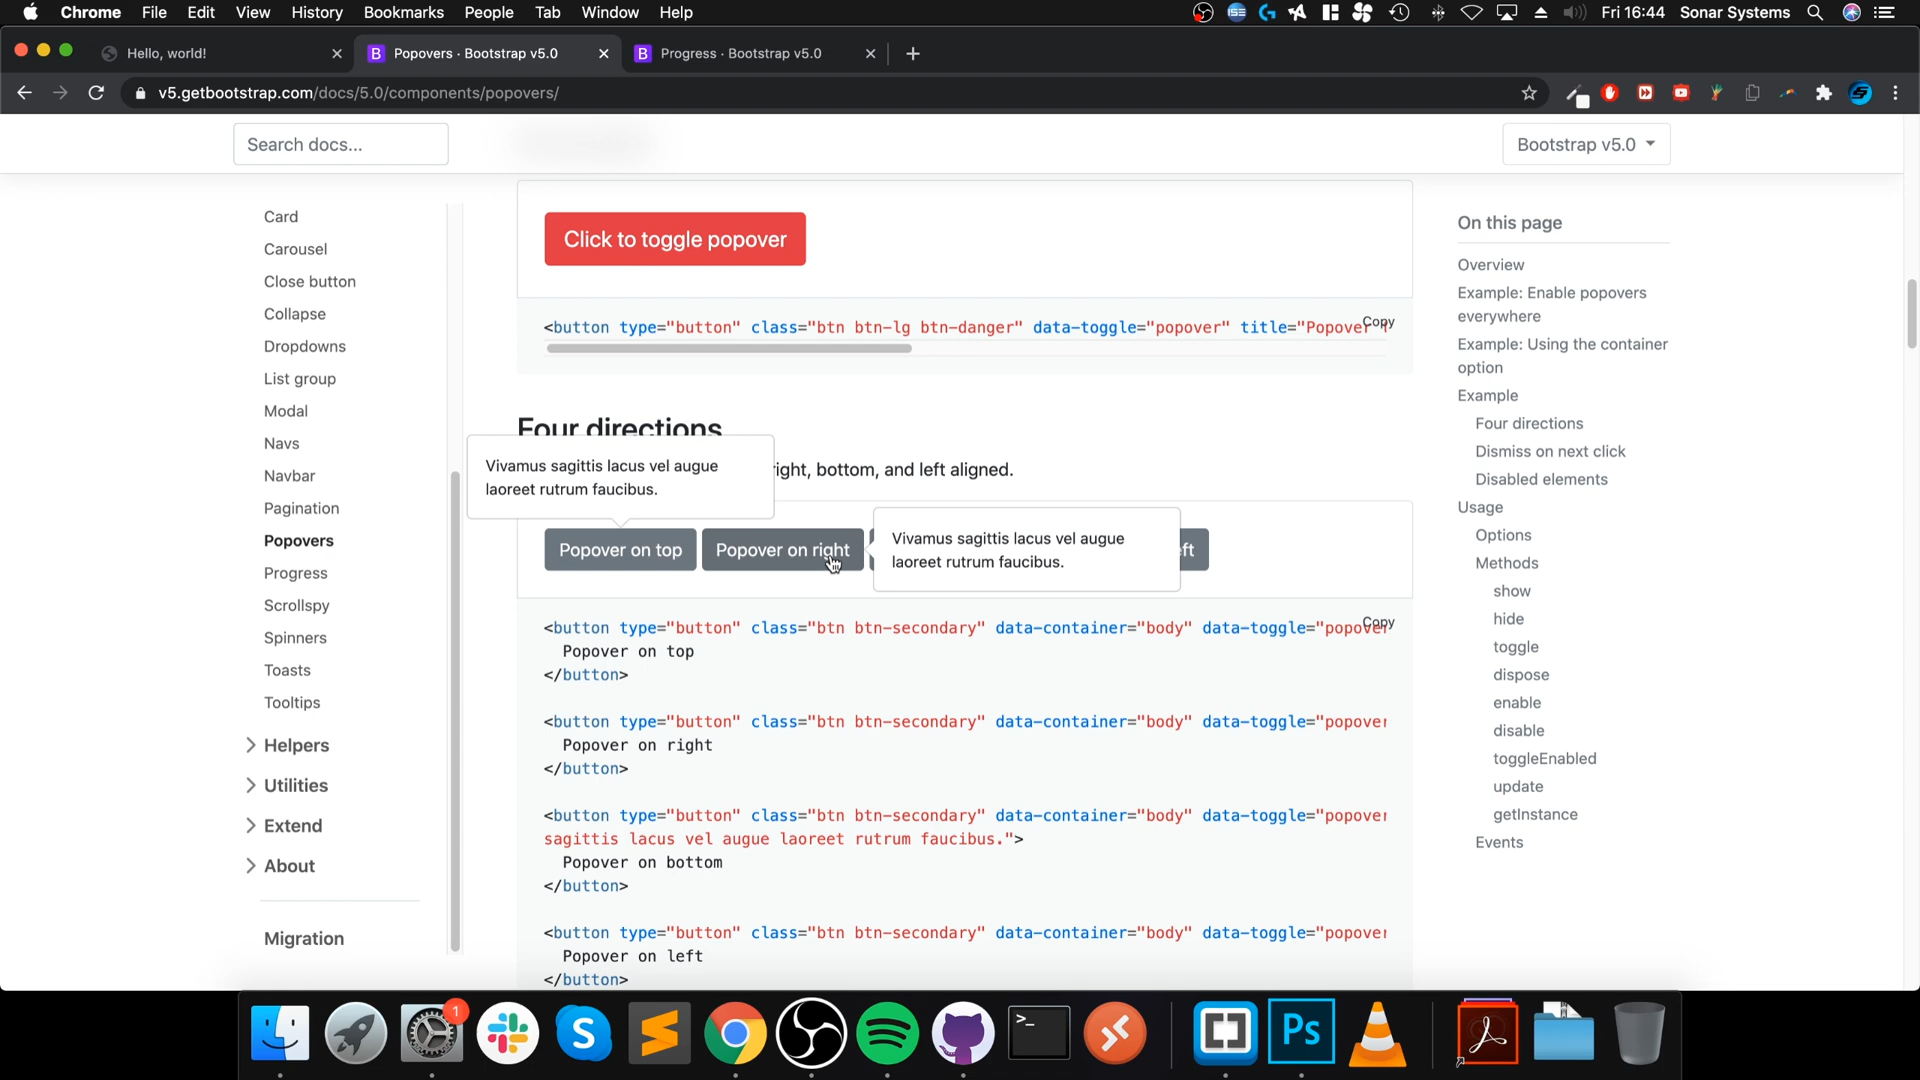 Chrome File Edit View History Bookmarks People Tab Window Help
Fri 16:44 Sonar Systems
Hello, world!
Popovers · Bootstrap v5.0
Progress · Bootstrap v5.0
v5.getbootstrap.com/docs/5.0/components/popovers/
Search docs...
Bootstrap v5.0
Card
Carousel
Close button
Collapse
Dropdowns
List group
Modal
Navs
Navbar
Pagination
Popovers
Progress
Scrollspy
Spinners
Toasts
Tooltips
Helpers
Utilities
Extend
About
Migration
Click to toggle popover
<button type="button" class="btn btn-lg btn-danger" data-toggle="popover" title="Popover
Copy
Four directions
right, bottom, and left aligned.
Vivamus sagittis lacus vel augue
laoreet rutrum faucibus.
Popover on top
Popover on right
Vivamus sagittis lacus vel augue
laoreet rutrum faucibus.
ft
Copy
<button type="button" class="btn btn-secondary" data-container="body" data-toggle="popover
Popover on top
</button>
<button type="button" class="btn btn-secondary" data-container="body" data-toggle="popover
Popover on right
</button>
<button type="button" class="btn btn-secondary" data-container="body" data-toggle="popover
sagittis lacus vel augue laoreet rutrum faucibus.">
Popover on bottom
</button>
<button type="button" class="btn btn-secondary" data-container="body" data-toggle="popover
Popover on left
</button>
On this page
Overview
Example: Enable popovers
everywhere
Example: Using the container
option
Example
Four directions
Dismiss on next click
Disabled elements
Usage
Options
Methods
show
hide
toggle
dispose
enable
disable
toggleEnabled
update
getInstance
Events
1
Ps